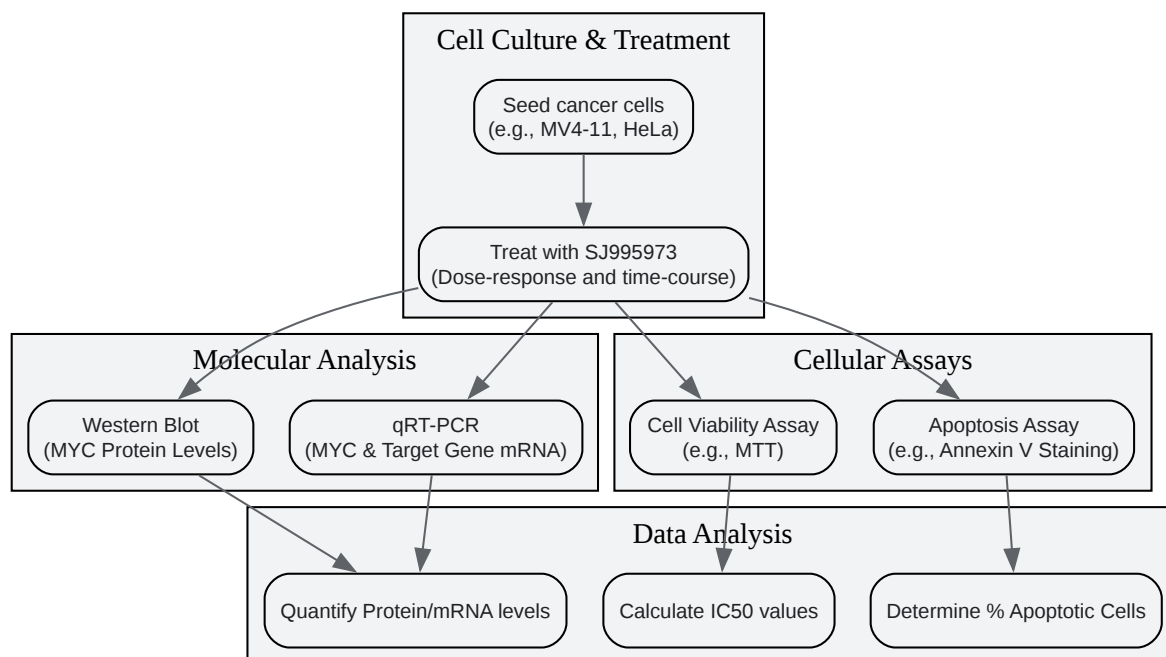 Cell Culture & Treatment
Seed cancer cells
(e.g., MV4-11, HeLa)
Treat with SJ995973
(Dose-response and time-course)
Molecular Analysis
Western Blot
(MYC Protein Levels)
qRT-PCR
(MYC & Target Gene mRNA)
Cellular Assays
Cell Viability Assay
(e.g., MTT)
Apoptosis Assay
(e.g., Annexin V Staining)
Data Analysis
Quantify Protein/mRNA levels
Calculate IC50 values
Determine % Apoptotic Cells